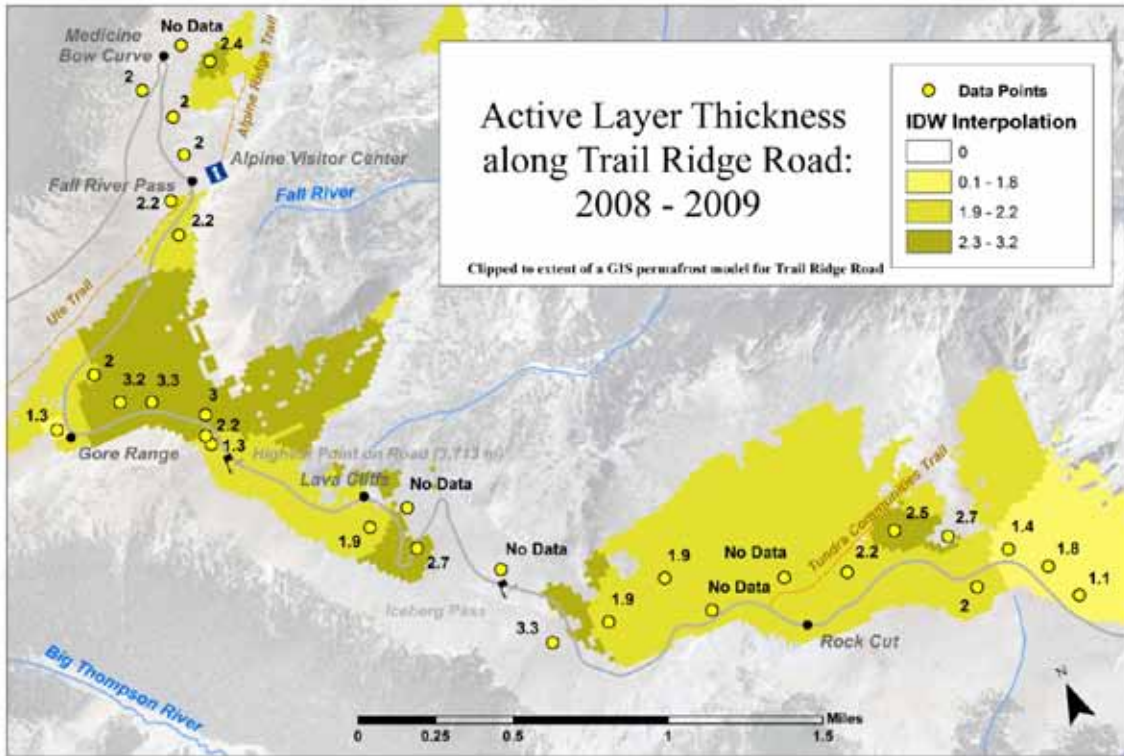 Active Layer Thickness
along Trail Ridge Road:
2008 - 2009
Clipped to extent of a GIS permafrost model for Trail Ridge Road
Data Points
IDW Interpolation
0
0.1 - 1.8
1.9 - 2.2
2.3 - 3.2
No Data
Medicine
Bow Curve
2.4
Alpine Ridge Trail
2
2
2
Alpine Visitor Center
Fall River Pass
Fall River
2.2
2.2
Ute Trail
2
3.2
3.3
3
2.2
1.3
1.3
Gore Range
Highest Point on Road (3,713 m)
Lava Cliffs
No Data
1.9
2.7
No Data
Iceberg Pass
3.3
1.9
1.9
No Data
No Data
Tundra Communities Trail
2.2
2.5
2.7
1.4
1.8
1.1
2
Rock Cut
Big Thompson River
N
Miles
0
0.25
0.5
1
1.5